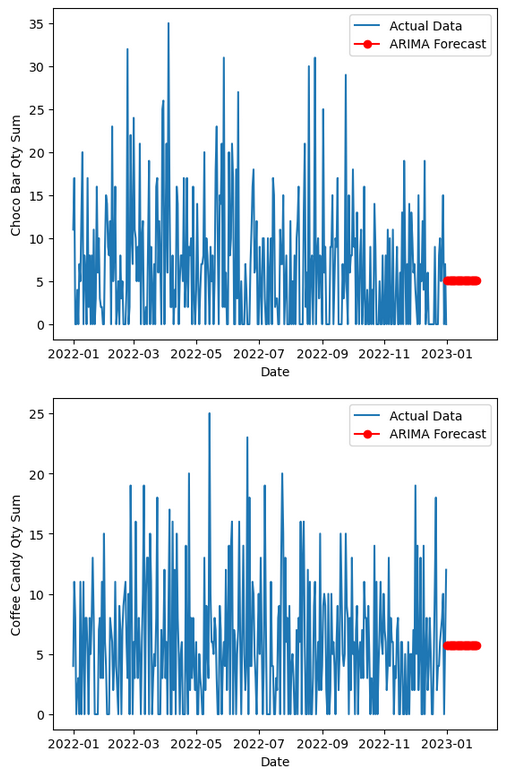 Actual Data
ARIMA Forecast
35
30
25
20
15
10
5
0
Choco Bar Qty Sum
2022-01 2022-03 2022-05 2022-07 2022-09 2022-11 2023-01
Date
Actual Data
ARIMA Forecast
25
20
15
10
5
0
Coffee Candy Qty Sum
2022-01 2022-03 2022-05 2022-07 2022-09 2022-11 2023-01
Date